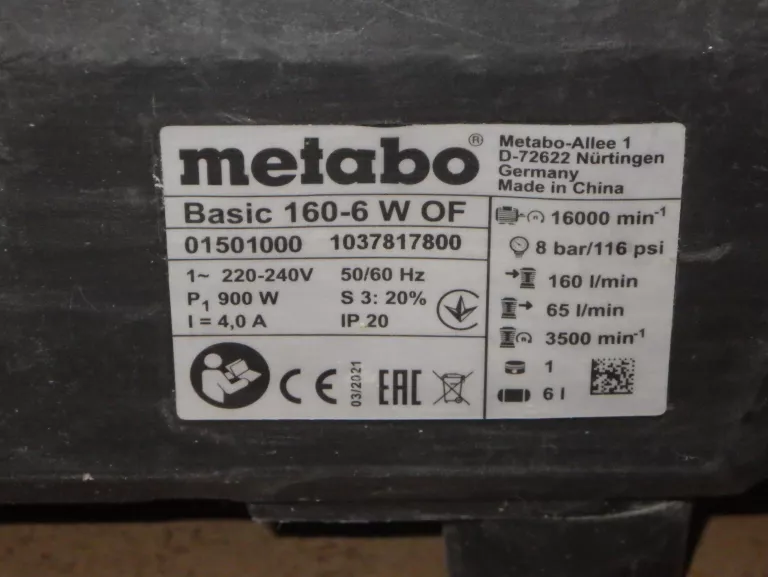 metabo®
Metabo-Allee 1
D-72622 Nürtingen
Germany
Made in China
Basic 160-6 W OF
01501000 1037817800
1~ 220-240V 50/60 Hz
P1 900 W S 3: 20%
I = 4,0 A IP 20
CE 03/2021 EAC
16000 min-1
8 bar/116 psi
160 l/min
65 l/min
3500 min-1
1
6 l